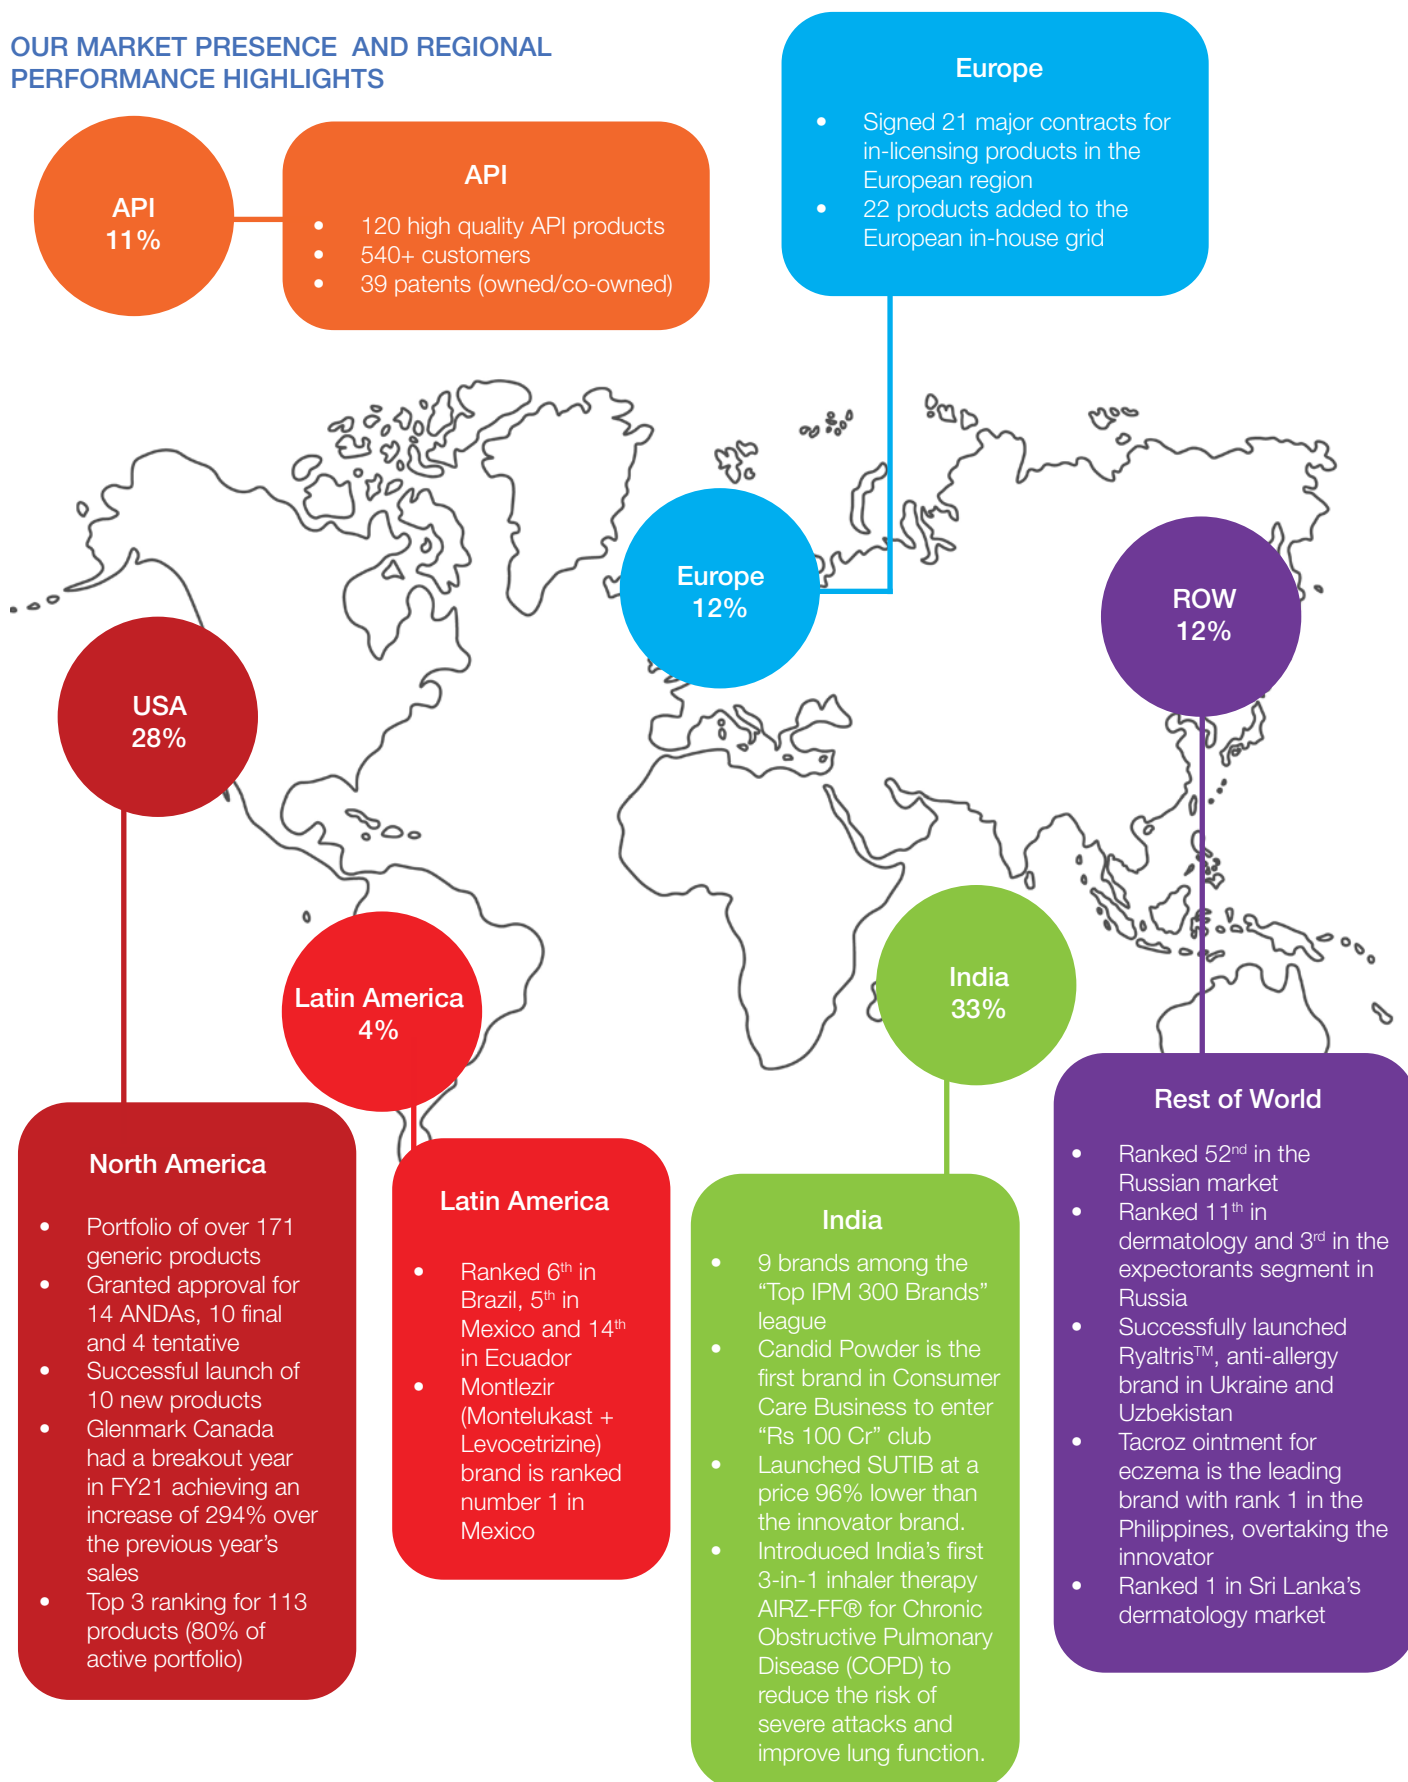 OUR MARKET PRESENCE AND REGIONAL
PERFORMANCE HIGHLIGHTS
API
11%
API
• 120 high quality API products
• 540+ customers
• 39 patents (owned/co-owned)
Europe
• Signed 21 major contracts for
in-licensing products in the
European region
• 22 products added to the
European in-house grid
Europe
12%
ROW
12%
USA
28%
Latin America
4%
India
33%
North America
• Portfolio of over 171
generic products
• Granted approval for
14 ANDAs, 10 final
and 4 tentative
• Successful launch of
10 new products
• Glenmark Canada
had a breakout year
in FY21 achieving an
increase of 294% over
the previous year’s
sales
• Top 3 ranking for 113
products (80% of
active portfolio)
Latin America
• Ranked 6th in
Brazil, 5th in
Mexico and 14th
in Ecuador
• Montlezir
(Montelukast +
Levocetrizine)
brand is ranked
number 1 in
Mexico
India
• 9 brands among the
“Top IPM 300 Brands”
league
• Candid Powder is the
first brand in Consumer
Care Business to enter
“Rs 100 Cr” club
• Launched SUTIB at a
price 96% lower than
the innovator brand.
• Introduced India’s first
3-in-1 inhaler therapy
AIRZ-FF® for Chronic
Obstructive Pulmonary
Disease (COPD) to
reduce the risk of
severe attacks and
improve lung function.
Rest of World
• Ranked 52nd in the
Russian market
• Ranked 11th in
dermatology and 3rd in the
expectorants segment in
Russia
• Successfully launched
Ryaltris™, anti-allergy
brand in Ukraine and
Uzbekistan
• Tacroz ointment for
eczema is the leading
brand with rank 1 in the
Philippines, overtaking the
innovator
• Ranked 1 in Sri Lanka’s
dermatology market